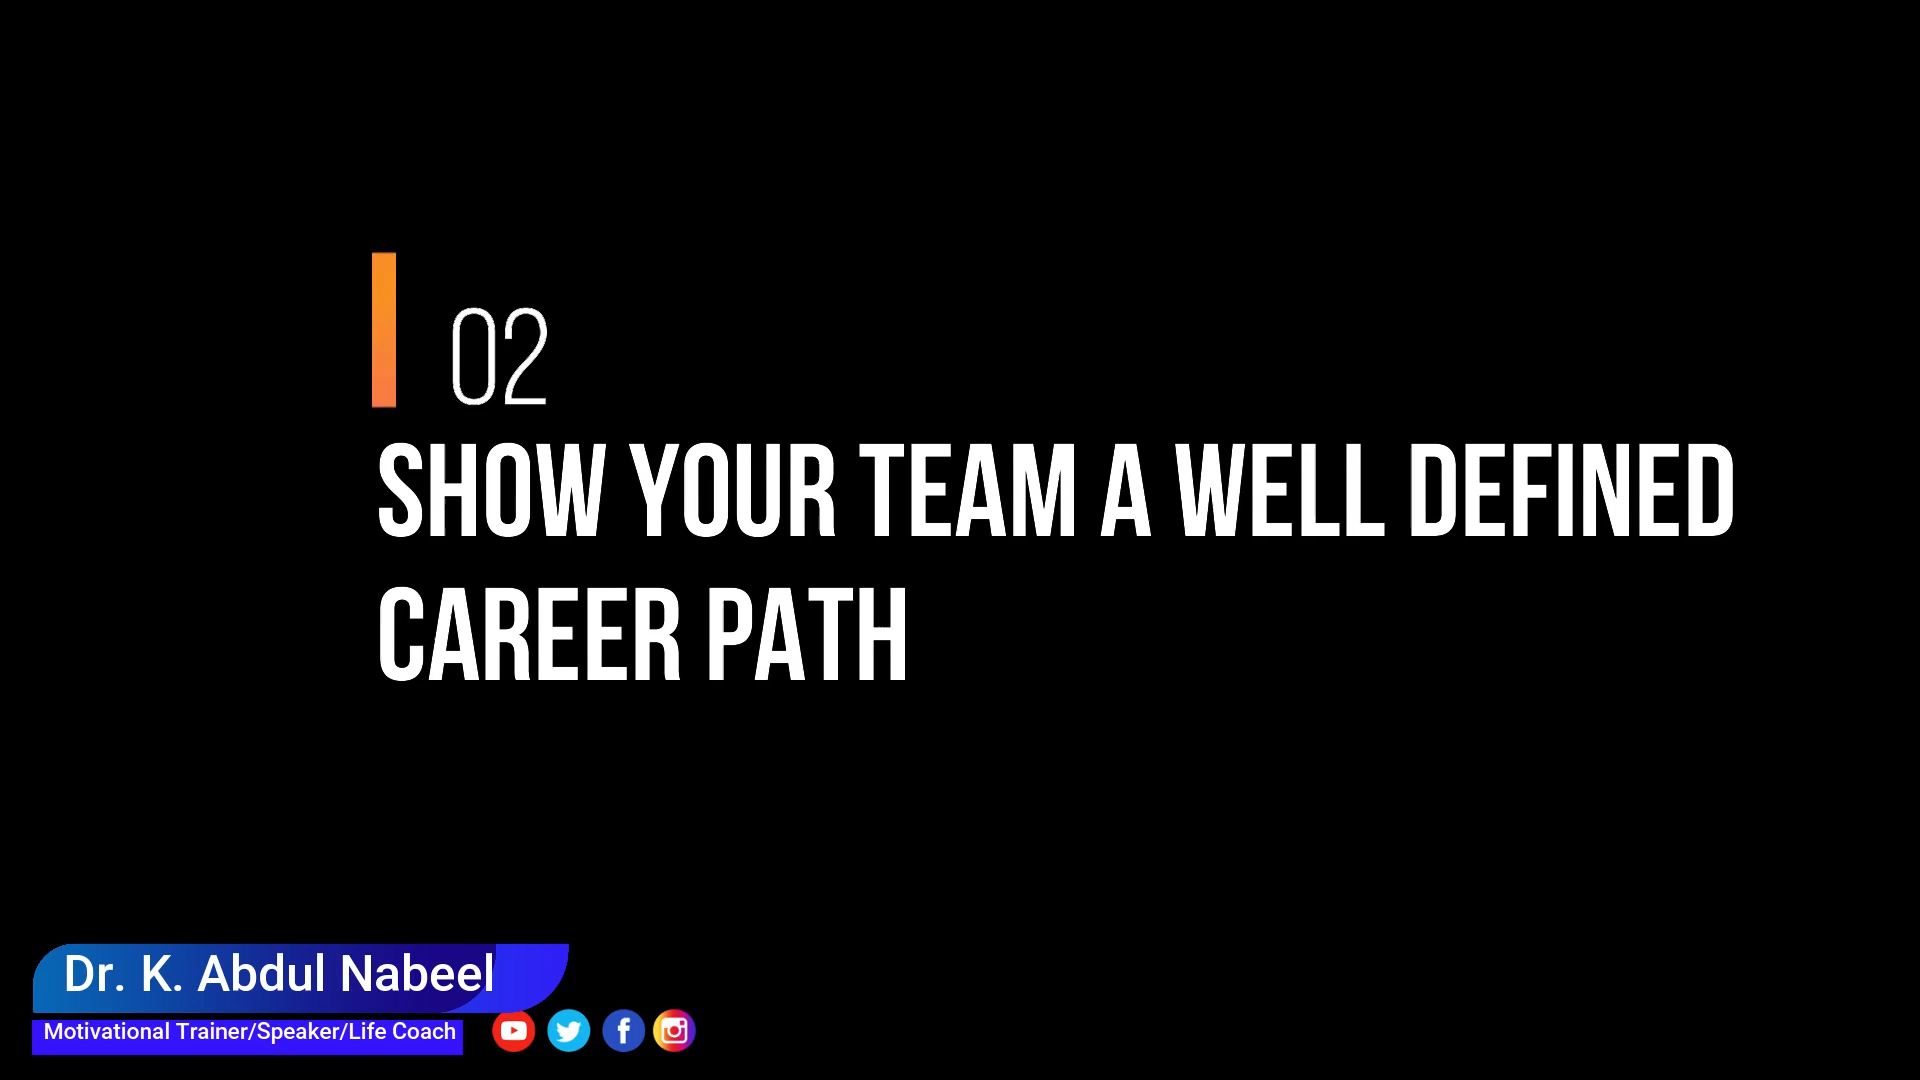 02
SHOW YOUR TEAM A WELL DEFINED
CAREER PATH
Dr. K. Abdul Nabeel
Motivational Trainer/Speaker/Life Coach